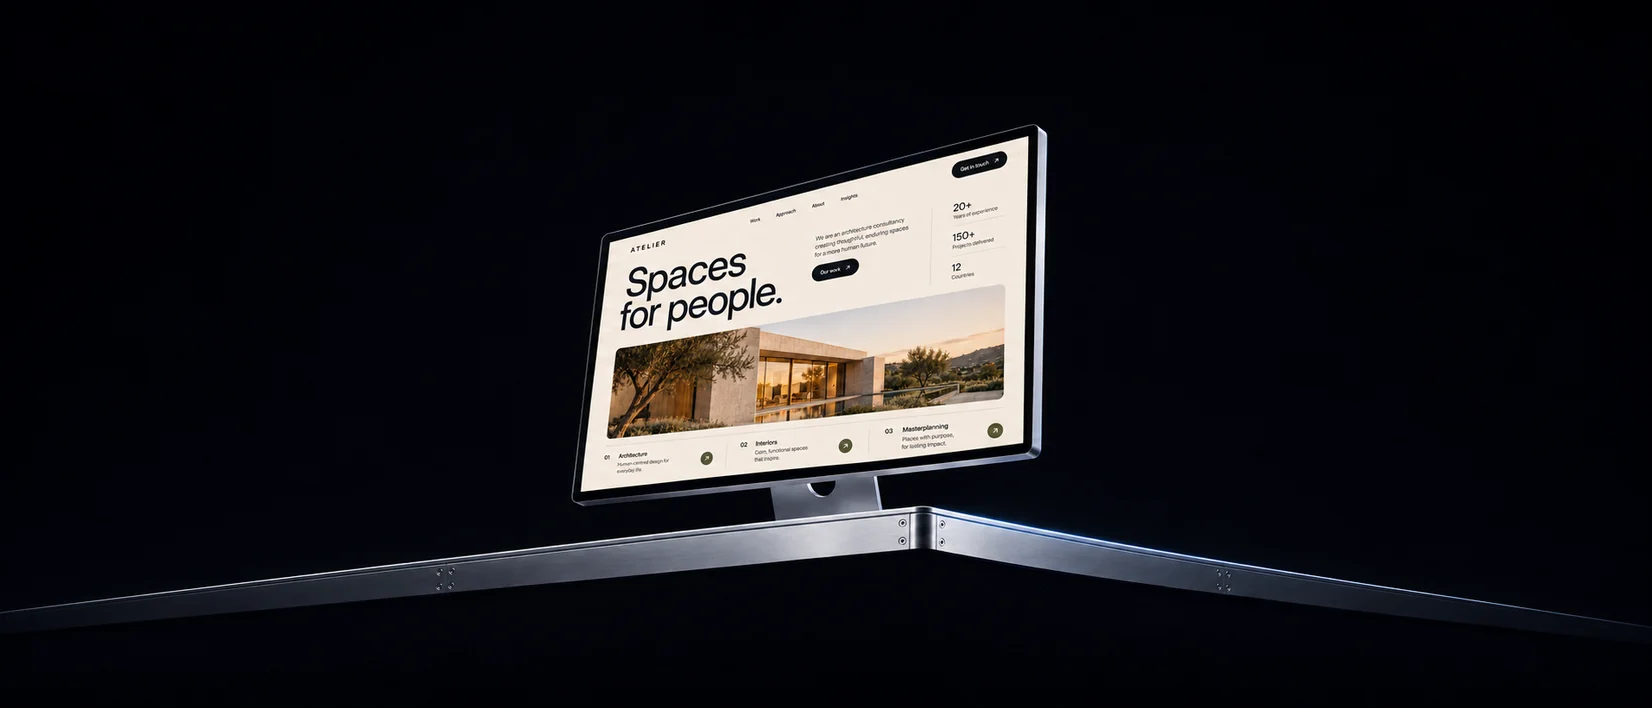 Get in touch
Work
Approach
About
Insights
ATELIER
Spaces
for people.
We are an architecture consultancy
creating thoughtful, enduring spaces
for a more human future.
Our work
20+
Years of experience
150+
Projects delivered
12
Countries
01
Architecture
Human-centred design for
everyday life.
02
Interiors
Calm, functional spaces
that inspire.
03
Masterplanning
Places with purpose,
for lasting impact.